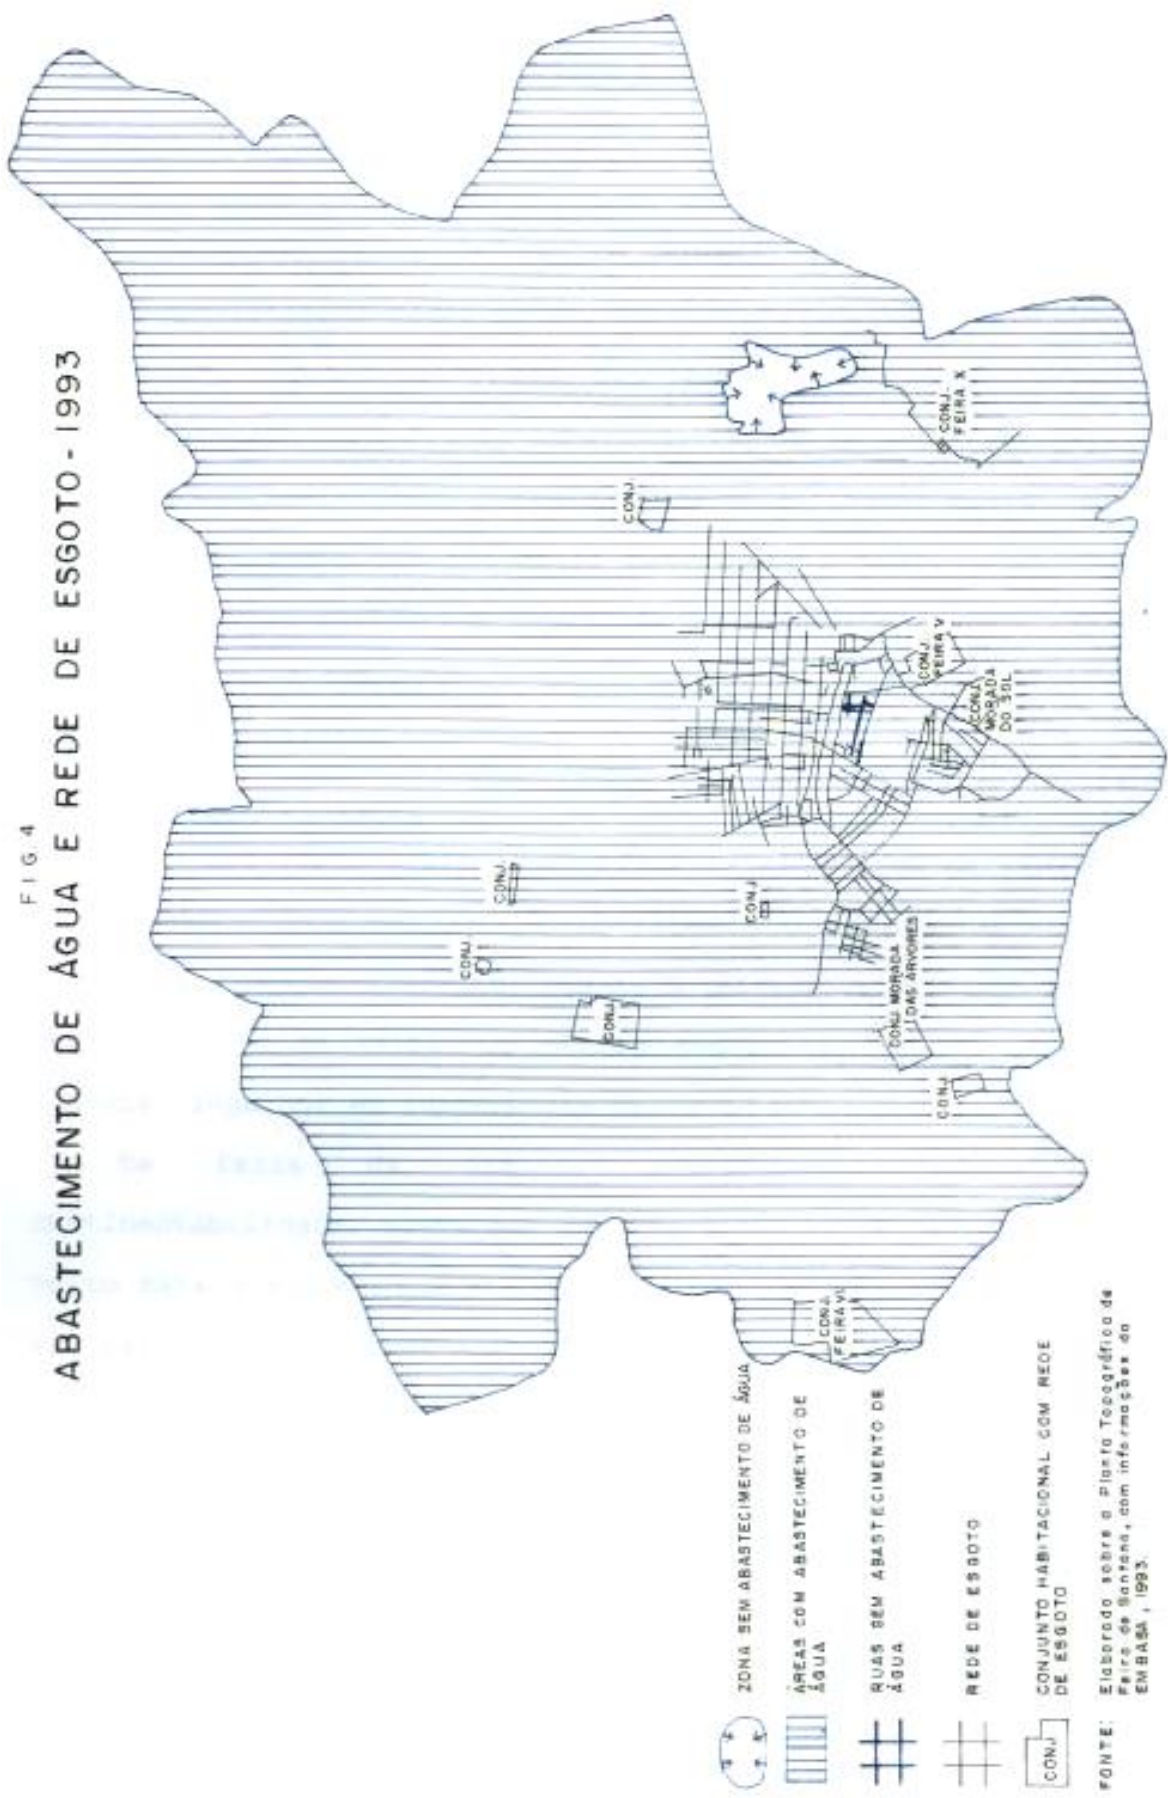 FIG 4
ABASTECIMENTO DE ÁGUA E REDE DE ESGOTO - 1993
CONJ.
CONJ.
CONJ.
CONJ.
CONJ.
FEIRA X
CONJ
CONJ.
FEIRA V
CONJ.
MORADA
DO SOL
CONJ MORADA
DAS ARVORES
CONJ
CONJ.
FEIRA VI
ZONA SEM ABASTECIMENTO DE ÁGUA
ÁREAS COM ABASTECIMENTO DE
ÁGUA
RUAS SEM ABASTECIMENTO DE
ÁGUA
REDE DE ESGOTO
CONJ
CONJUNTO HABITACIONAL COM REDE
DE ESGOTO
FONTE: Elaborado sobre a Planta Topográfica de
Feira de Santana, com informações da
EMBASA, 1993.